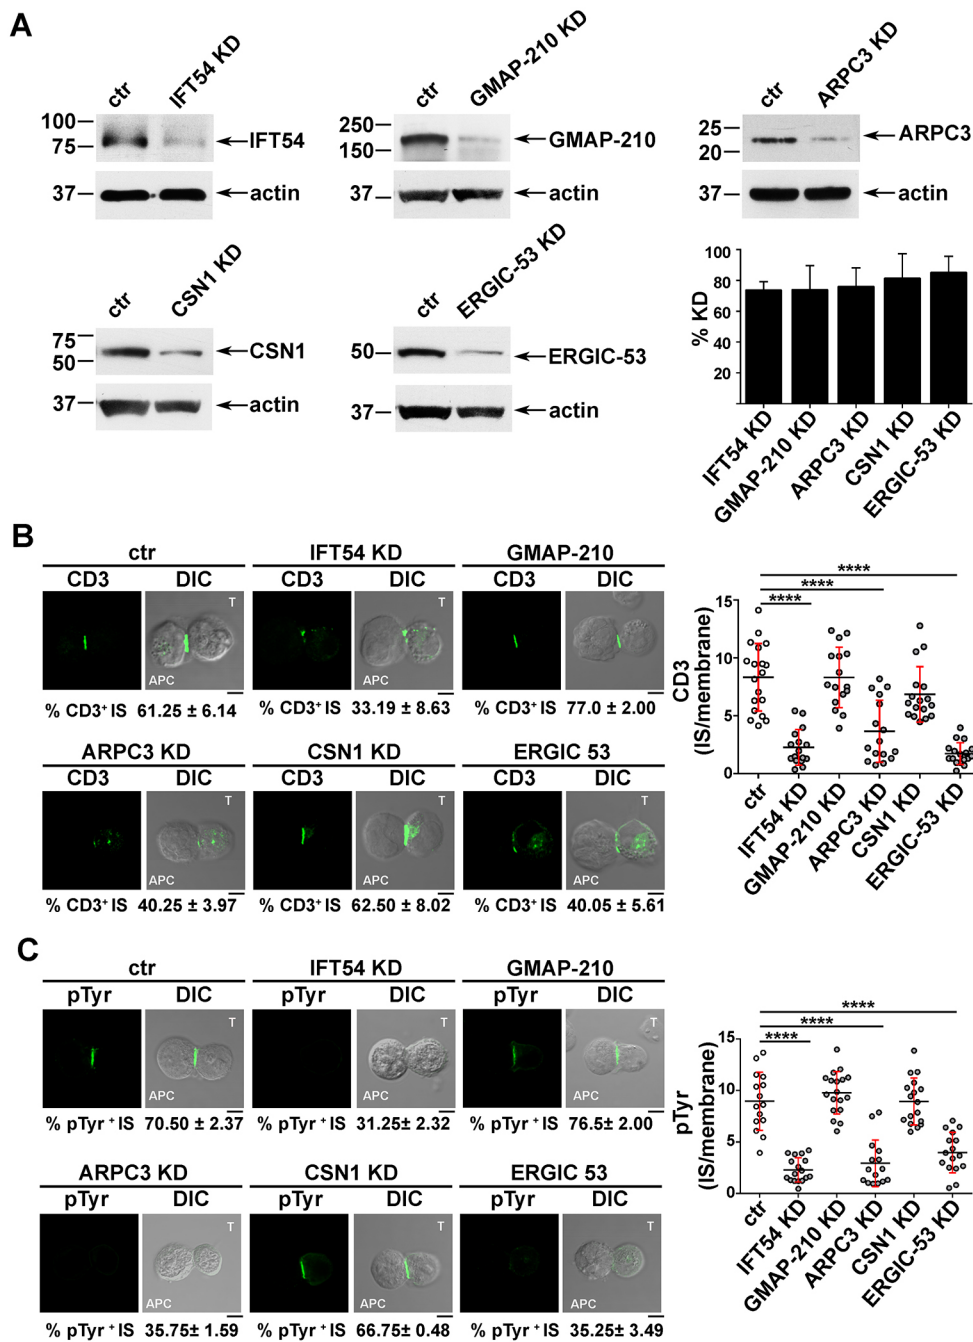 A
ctr IFT54 KD
100
75
IFT54
37
actin
ctr GMAP-210 KD
250
150
GMAP-210
37
actin
ctr ARPC3 KD
25
20
ARPC3
37
actin
ctr CSN1 KD
75
50
CSN1
37
actin
ctr ERGIC-53 KD
50
ERGIC-53
37
actin
% KD
100
80
60
40
20
IFT54 KD
GMAP-210 KD
ARPC3 KD
CSN1 KD
ERGIC-53 KD
B
ctr IFT54 KD GMAP-210
CD3 DIC CD3 DIC CD3 DIC
T T T
APC APC APC
% CD3+ IS 61.25 ± 6.14 % CD3+ IS 33.19 ± 8.63 % CD3+ IS 77.0 ± 2.00
ARPC3 KD CSN1 KD ERGIC 53
CD3 DIC CD3 DIC CD3 DIC
T T T
APC APC APC
% CD3+ IS 40.25 ± 3.97 % CD3+ IS 62.50 ± 8.02 % CD3+ IS 40.05 ± 5.61
****
****
****
CD3
(IS/membrane)
15
10
5
0
ctr
IFT54 KD
GMAP-210 KD
ARPC3 KD
CSN1 KD
ERGIC-53 KD
C
ctr IFT54 KD GMAP-210
pTyr DIC pTyr DIC pTyr DIC
T T T
APC APC APC
% pTyr + IS 70.50 ± 2.37 % pTyr + IS 31.25± 2.32 % pTyr + IS 76.5± 2.00
ARPC3 KD CSN1 KD ERGIC 53
pTyr DIC pTyr DIC pTyr DIC
T T T
APC APC APC
% pTyr + IS 35.75± 1.59 % pTyr + IS 66.75± 0.48 % pTyr + IS 35.25± 3.49
****
****
****
pTyr
(IS/membrane)
15
10
5
0
ctr
IFT54 KD
GMAP-210 KD
ARPC3 KD
CSN1 KD
ERGIC-53 KD